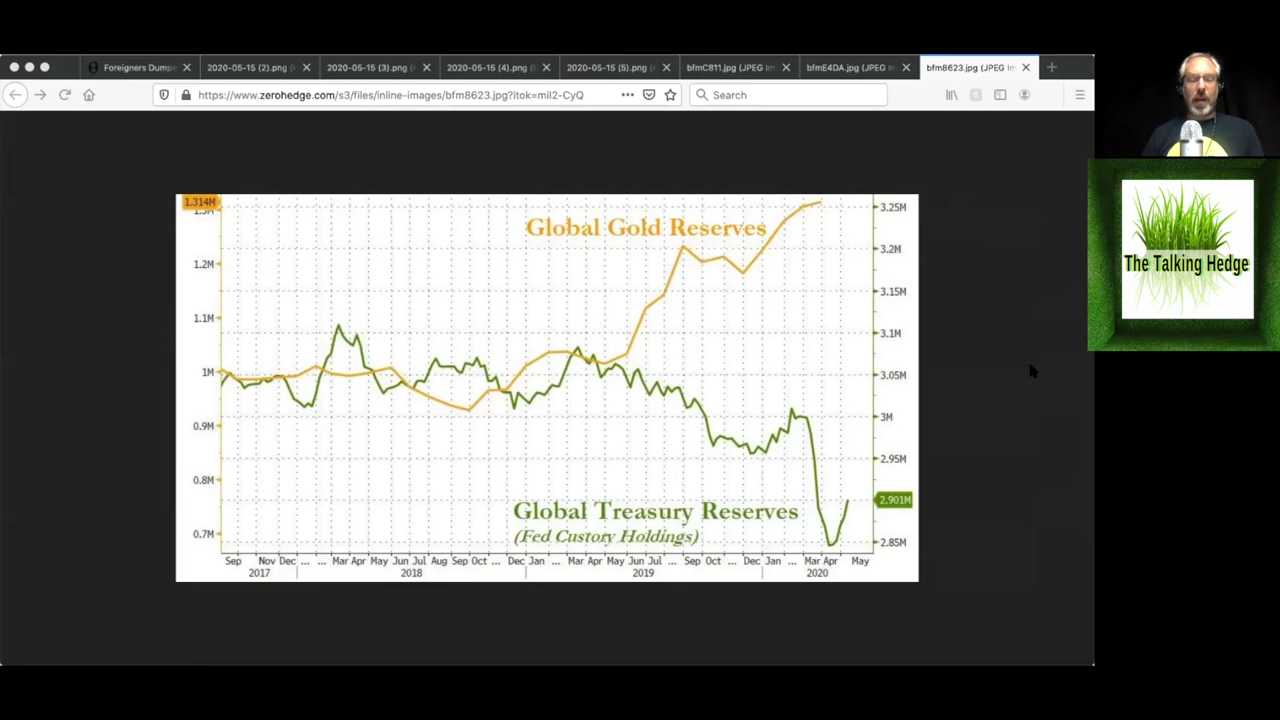 Foreigners Dumpe
2020-05-15 (2).png (
2020-05-15 (3).png (
2020-05-15 (4).png (
2020-05-15 (5).png (
bfmC811.jpg (JPEG Im
bfmE4DA.jpg (JPEG Im
bfm8623.jpg (JPEG Im
https://www.zerohedge.com/s3/files/inline-images/bfm8623.jpg?itok=mil2-CyQ
Search
1.314M
1.3M
1.2M
1.1M
1M
0.9M
0.8M
0.7M
Global Gold Reserves
Global Treasury Reserves
(Fed Custory Holdings)
3.25M
3.2M
3.15M
3.1M
3.05M
3M
2.95M
2.901M
2.85M
Sep Nov Dec ... Mar Apr May Jun Jul Aug Sep Oct ... Dec Jan ... Mar Apr May Jun Jul ... Sep Oct ... Dec Jan ... Mar Apr May
2017 2018 2019 2020
The Talking Hedge